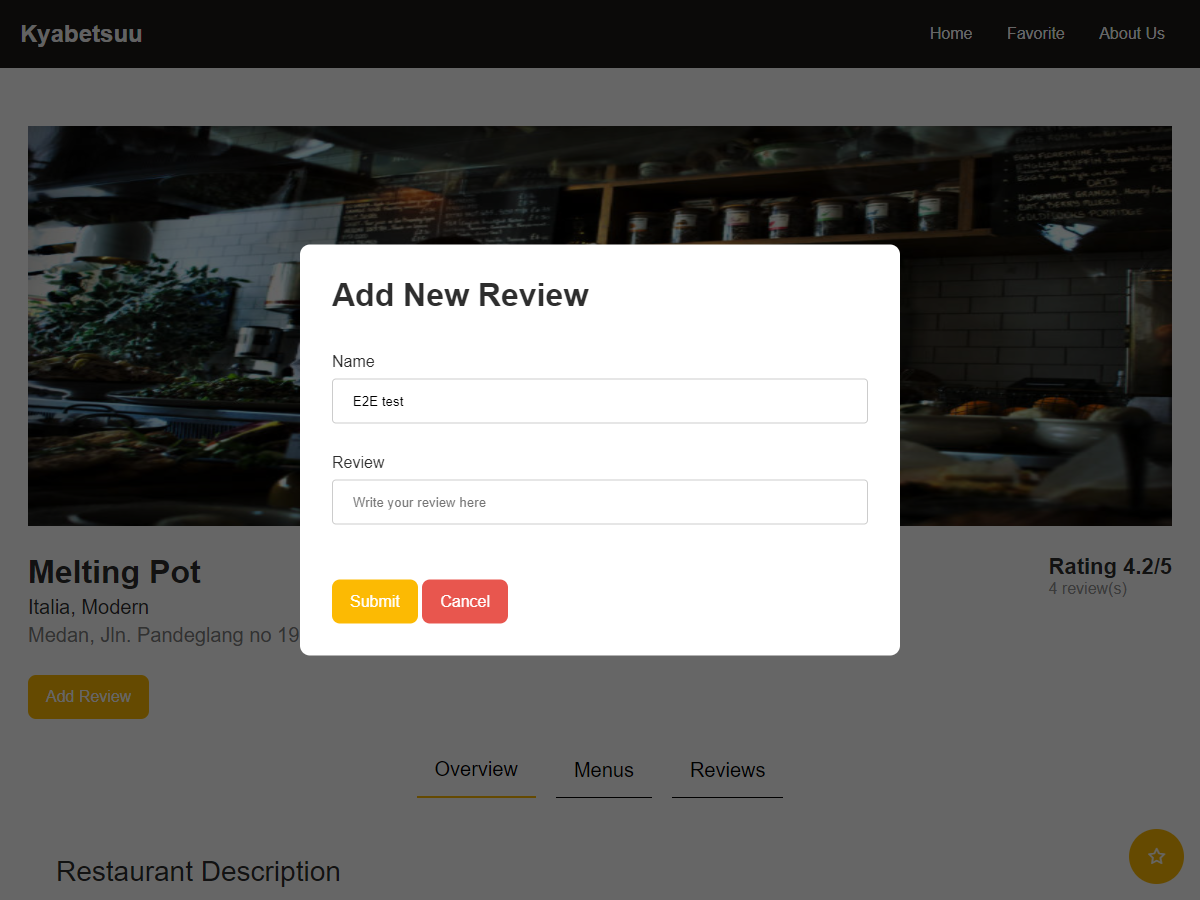 Kyabetsuu
Home
Favorite
About Us
Add New Review
Name
E2E test
Review
Write your review here
Submit
Cancel
Melting Pot
Italia, Modern
Medan, Jln. Pandeglang no 19
Rating 4.2/5
4 review(s)
Add Review
Overview
Menus
Reviews
Restaurant Description